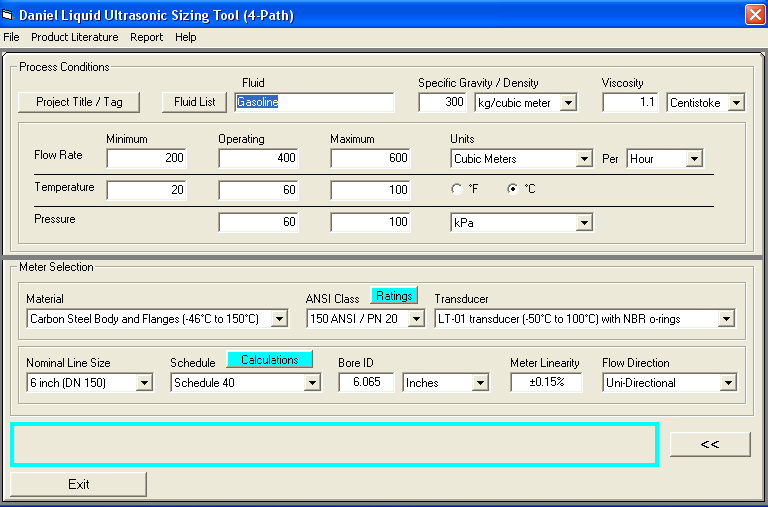 Daniel Liquid Ultrasonic Sizing Tool (4-Path)
File Product Literature Report Help
Process Conditions
Fluid Specific Gravity / Density Viscosity
Project Title / Tag Fluid List Gasoline 300 kg/cubic meter 1.1 Centistoke
Minimum Operating Maximum Units
Flow Rate 200 400 600 Cubic Meters Per Hour
Temperature 20 60 100 °F °C
Pressure 60 100 kPa
Meter Selection
Material ANSI Class Ratings Transducer
Carbon Steel Body and Flanges (-46°C to 150°C) 150 ANSI / PN 20 LT-01 transducer (-50°C to 100°C) with NBR o-rings
Nominal Line Size Schedule Calculations Bore ID Meter Linearity Flow Direction
6 inch (DN 150) Schedule 40 6.065 Inches ±0.15% Uni-Directional
<<
Exit